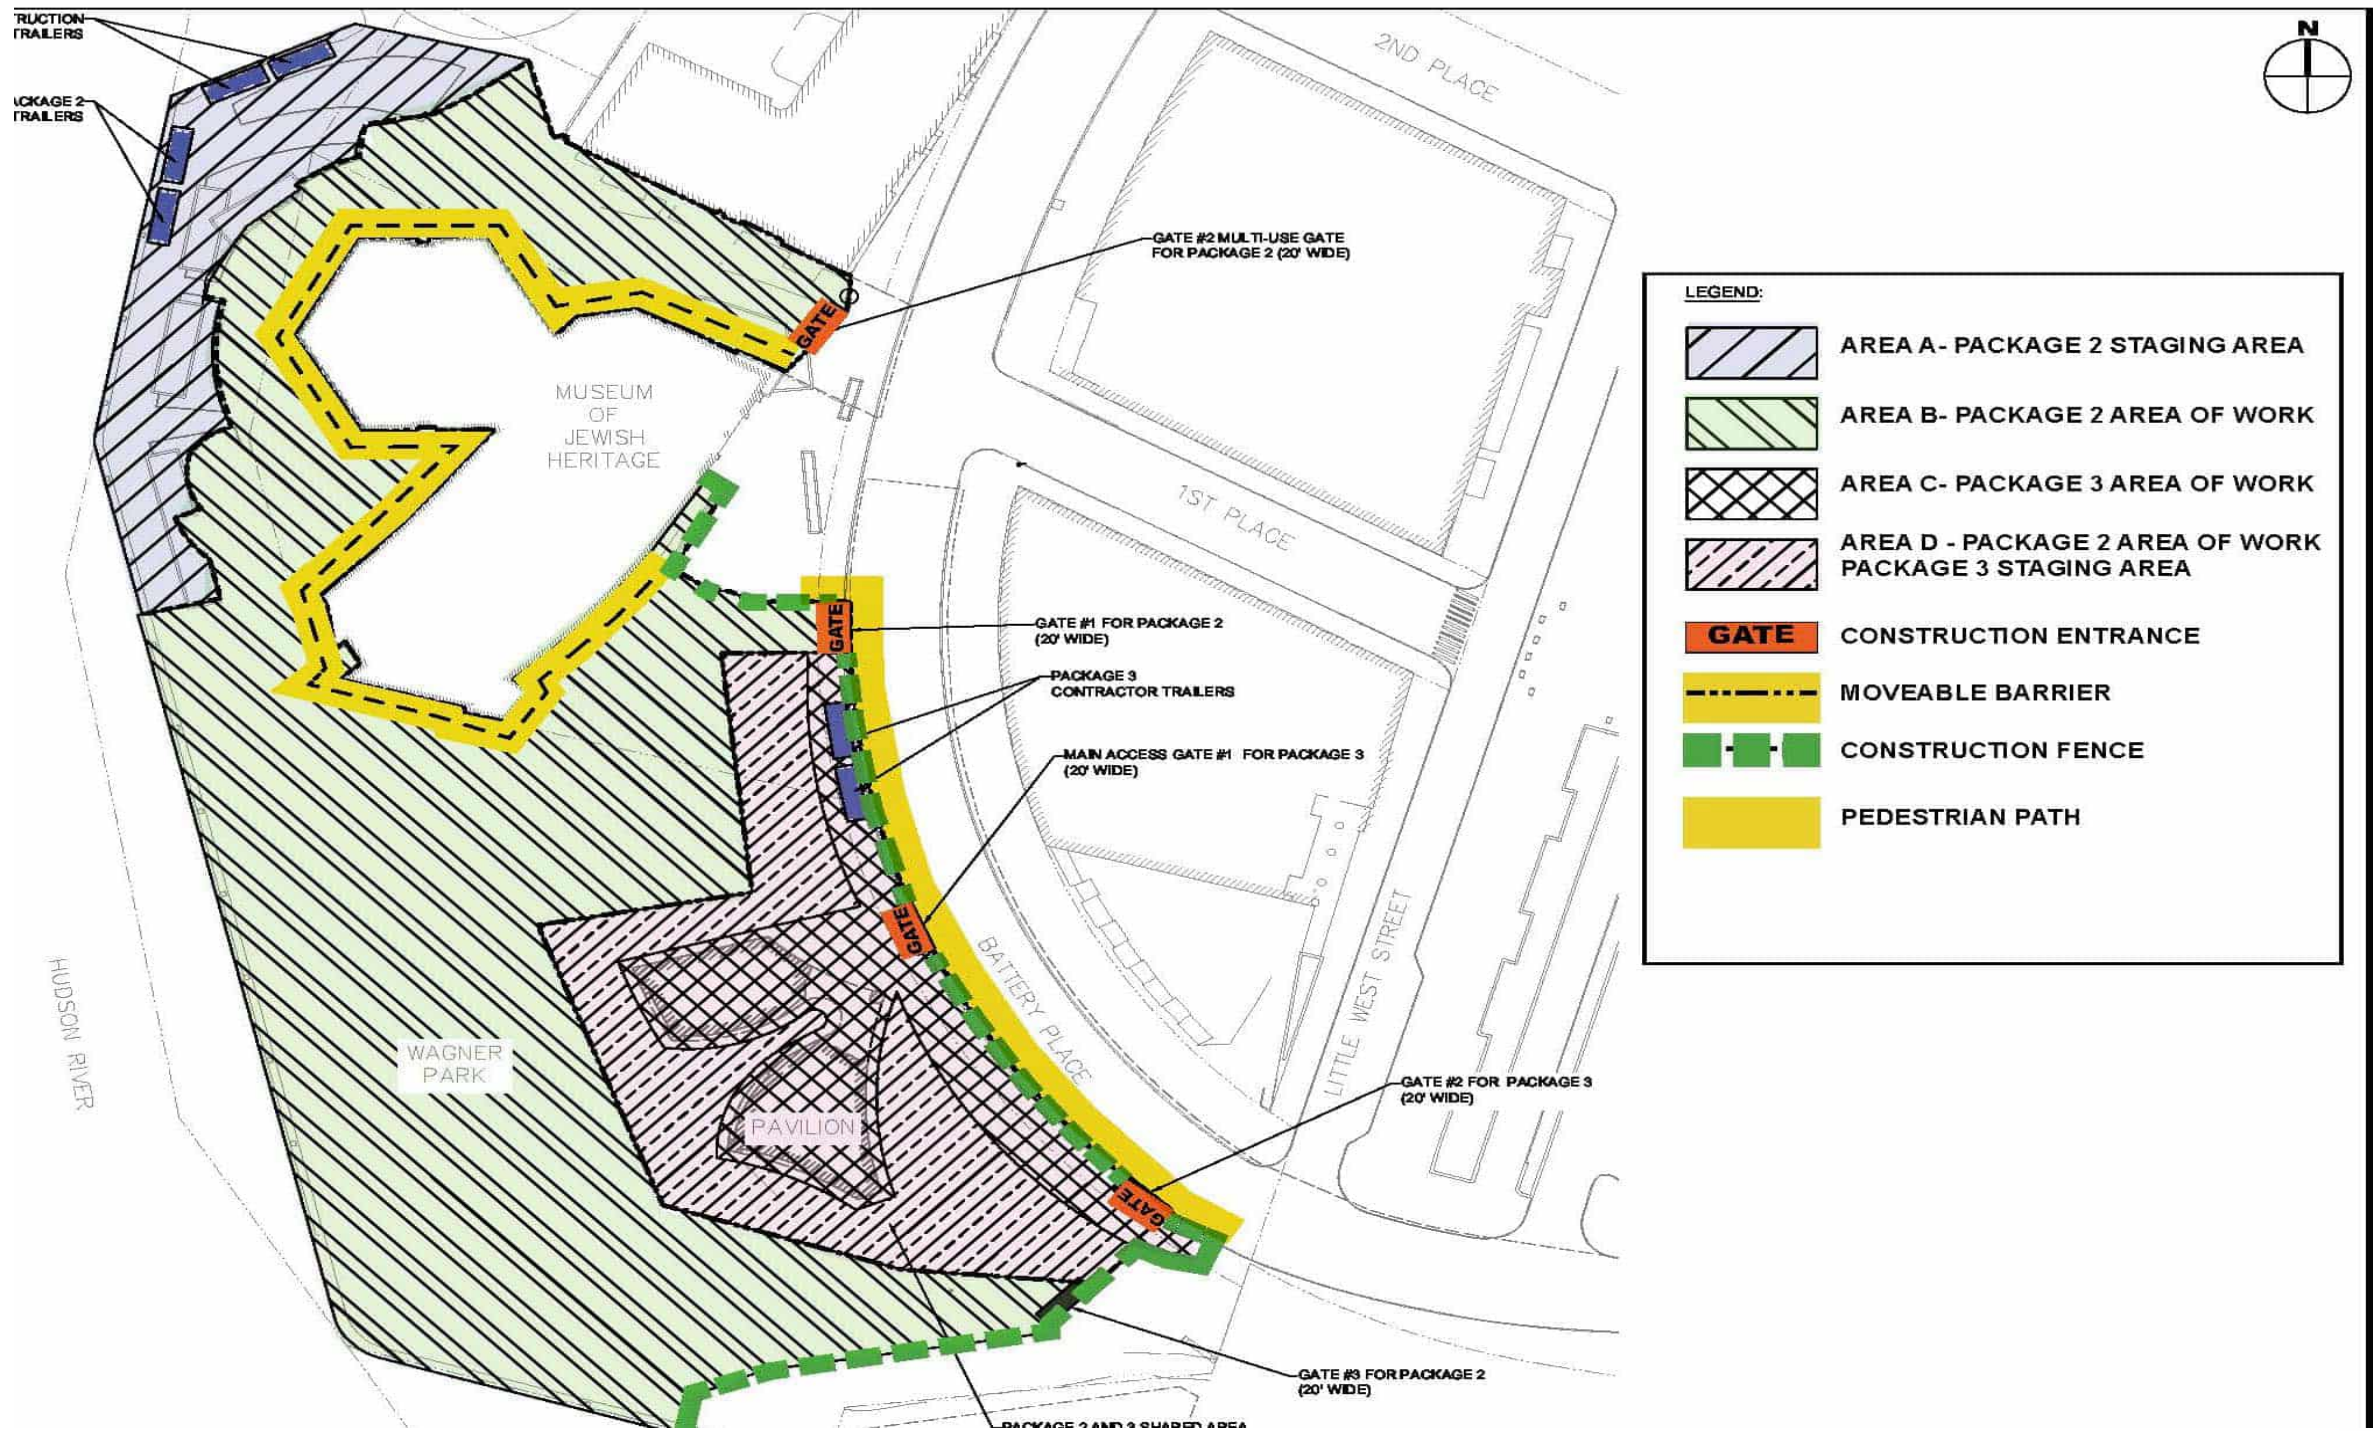 TRUCTION
TRAILERS
ACKAGE 2
TRAILERS
2ND PLACE
N
GATE #2 MULTI-USE GATE
FOR PACKAGE 2 (20' WIDE)
GATE
MUSEUM
OF
JEWISH
HERITAGE
1ST PLACE
GATE
GATE #1 FOR PACKAGE 2
(20' WIDE)
PACKAGE 3
CONTRACTOR TRAILERS
MAIN ACCESS GATE #1 FOR PACKAGE 3
(20' WIDE)
GATE
BATTERY PLACE
LITTLE WEST STREET
HUDSON RIVER
WAGNER
PARK
PAVILION
GATE #2 FOR PACKAGE 3
(20' WIDE)
GATE
GATE #3 FOR PACKAGE 2
(20' WIDE)
PACKAGE 2 AND 3 SHARED AREA
LEGEND:
AREA A- PACKAGE 2 STAGING AREA
AREA B- PACKAGE 2 AREA OF WORK
AREA C- PACKAGE 3 AREA OF WORK
AREA D - PACKAGE 2 AREA OF WORK
PACKAGE 3 STAGING AREA
GATE CONSTRUCTION ENTRANCE
MOVEABLE BARRIER
CONSTRUCTION FENCE
PEDESTRIAN PATH